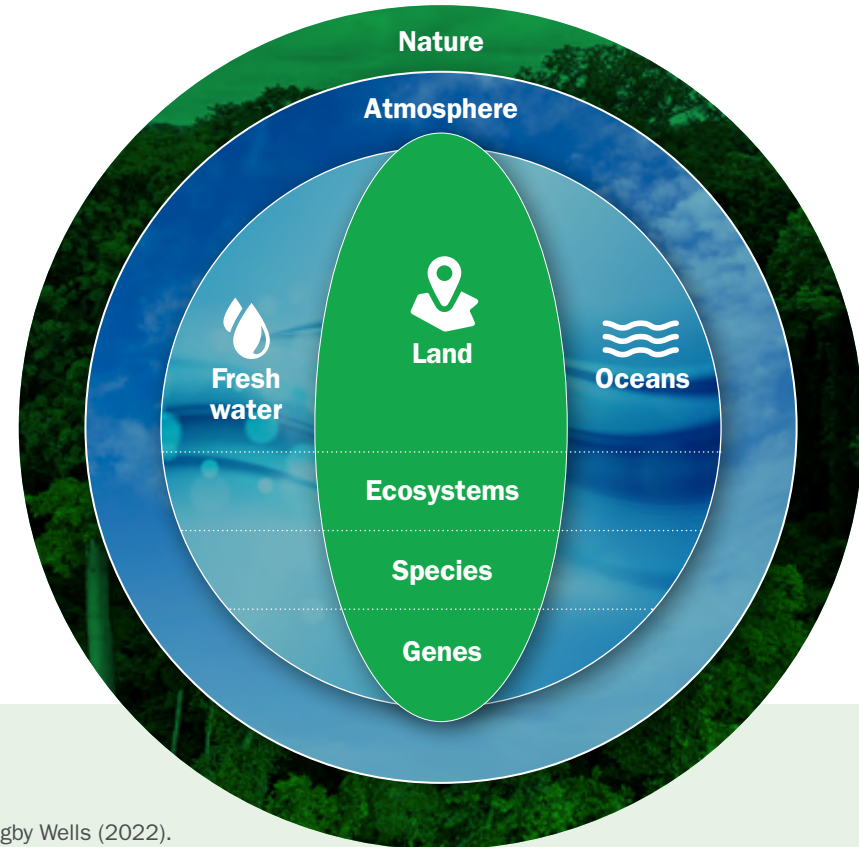 Nature
Atmosphere
Land
Fresh
water
Oceans
Ecosystems
Species
Genes
gby Wells (2022).